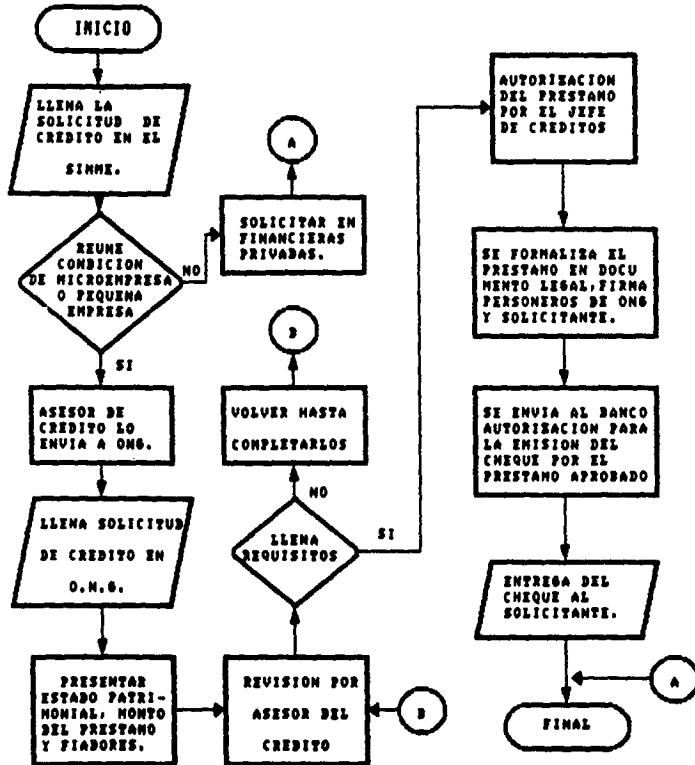 INICIO
LLENA LA
SOLICITUD DE
CREDITO EN EL
SIMME.
REUNE
CONDICION
DE MICROEMPRESA
O PEQUENA
EMPRESA
NO
SOLICITAR EN
FINANCIERAS
PRIVADAS.
A
SI
ASESOR DE
CREDITO LO
ENVIA A ONG.
LLENA SOLICITUD
DE CREDITO EN
O.N.G.
PRESENTAR
ESTADO PATRI-
MONIAL, MONTO
DEL PRESTAMO
Y FIADORES.
REVISION POR
ASESOR DEL
CREDITO
B
LLENA
REQUISITOS
NO
VOLVER HASTA
COMPLETARLOS
B
SI
AUTORIZACION
DEL PRESTAMO
POR EL JEFE
DE CREDITOS
SE FORMALIZA EL
PRESTAMO EN DOCU
MENTO LEGAL,FIRMA
PERSONEROS DE ONG
Y SOLICITANTE.
SE ENVIA AL BANCO
AUTORIZACION PARA
LA EMISION DEL
CHEQUE POR EL
PRESTAMO APROBADO
ENTREGA DEL
CHEQUE AL
SOLICITANTE.
A
FINAL